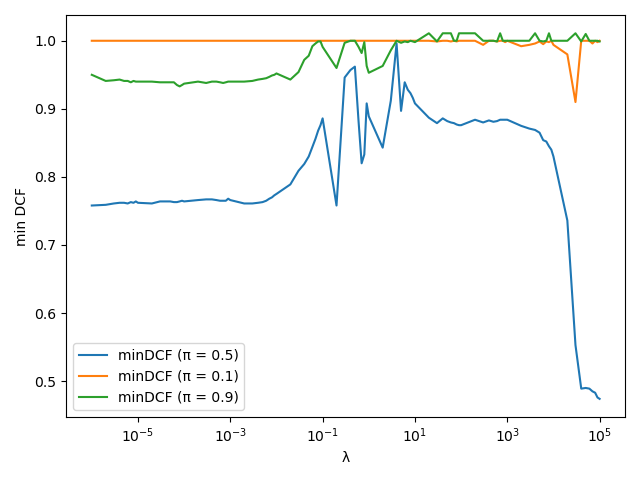 1.0
0.9
0.8
0.7
0.6
0.5
min DCF
minDCF (π = 0.5)
minDCF (π = 0.1)
minDCF (π = 0.9)
10⁻⁵
10⁻³
10⁻¹
10¹
10³
10⁵
λ